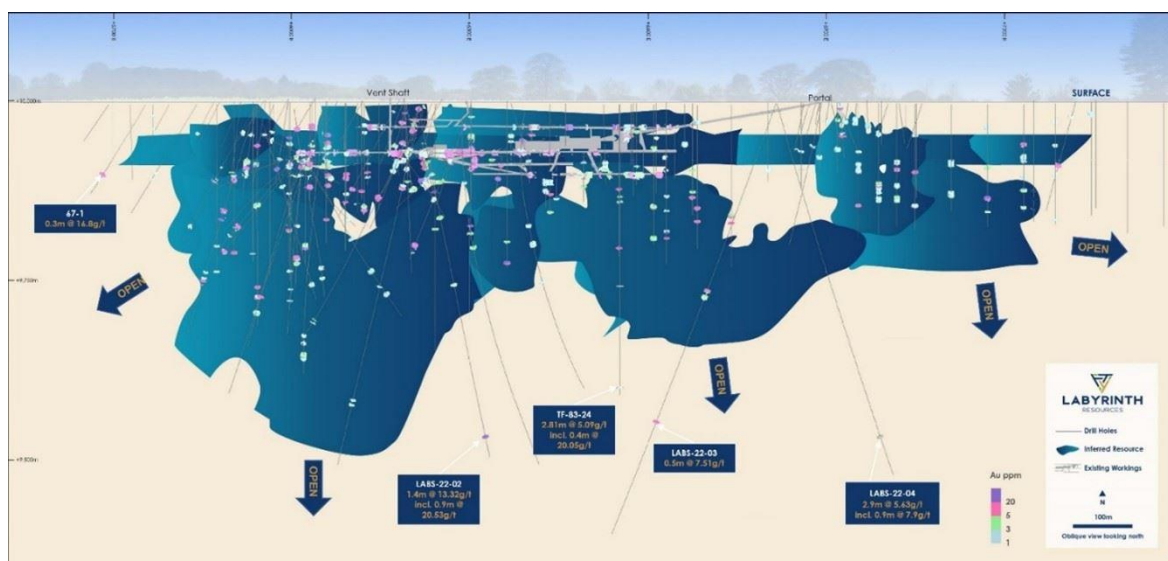 Vent Shaft
Portal
SURFACE
67-1
0.3m @ 16.8g/t
OPEN
OPEN
OPEN
OPEN
OPEN
TF-83-24
2.81m @ 5.09g/t
incl. 0.4m @
20.05g/t
LABS-22-03
0.5m @ 7.51g/t
LABS-22-02
1.4m @ 13.32g/t
incl. 0.9m @
20.53g/t
LABS-22-04
2.9m @ 5.63g/t
incl. 0.9m @ 7.9g/t
Au ppm
20
5
3
1
LABYRINTH
RESOURCES
Drill Holes
Inferred Resource
Existing Workings
N
100m
Oblique view looking north